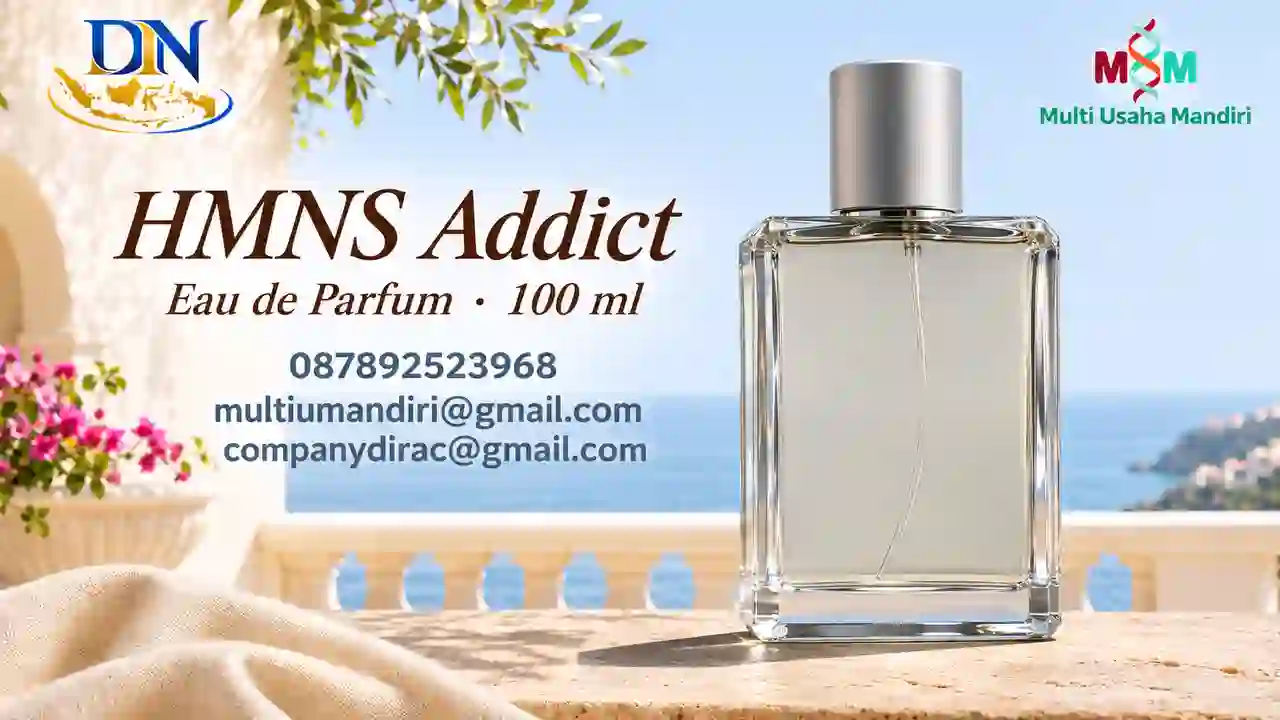 DN
HMNS Addict
Eau de Parfum · 100 ml
087892523968
multiumandiri@gmail.com
companydirac@gmail.com
MSM
Multi Usaha Mandiri